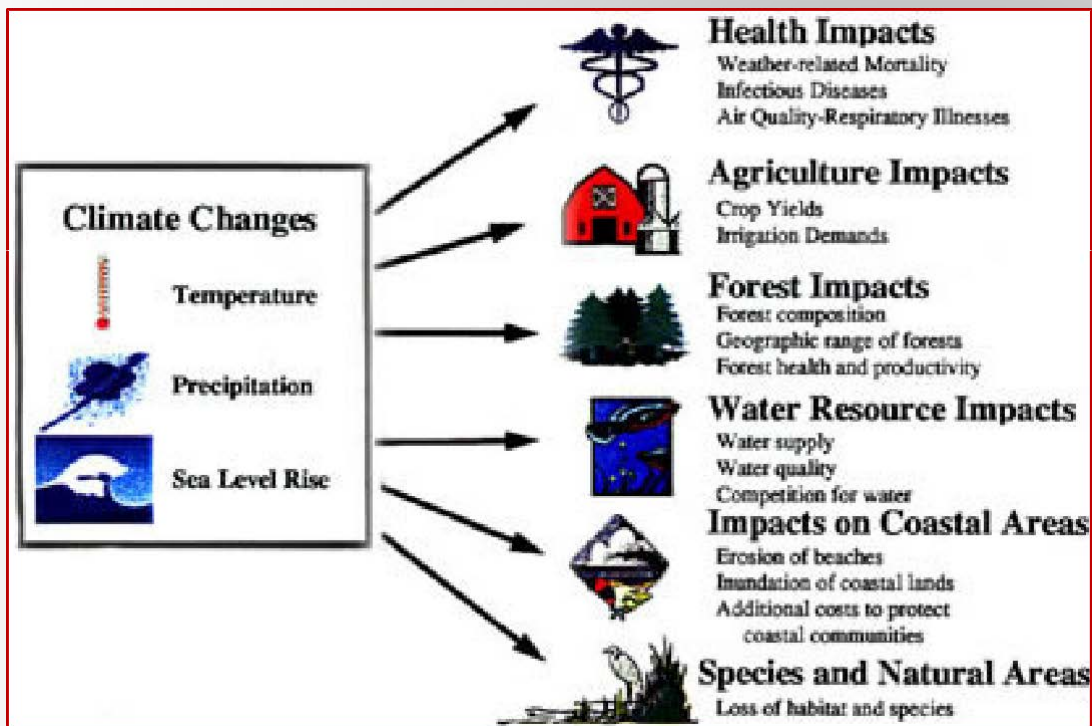 Climate Changes
Temperature
Precipitation
Sea Level Rise
Health Impacts
Weather-related Mortality
Infectious Diseases
Air Quality-Respiratory Illnesses
Agriculture Impacts
Crop Yields
Irrigation Demands
Forest Impacts
Forest composition
Geographic range of forests
Forest health and productivity
Water Resource Impacts
Water supply
Water quality
Competition for water
Impacts on Coastal Areas
Erosion of beaches
Inundation of coastal lands
Additional costs to protect
coastal communities
Species and Natural Areas
Loss of habitat and species